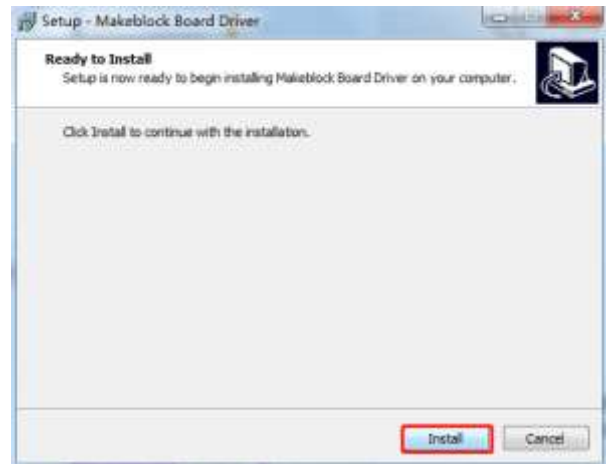 Setup - Makeblock Board Driver
Ready to Install
Setup is now ready to begin installing Makeblock Board Driver on your computer.
Click Install to continue with the installation.
Install
Cancel